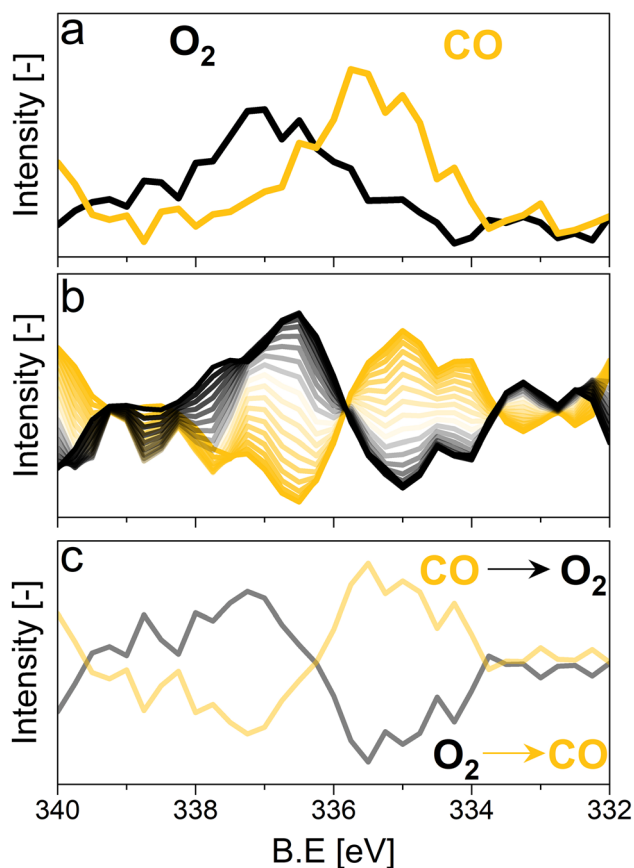 a
O₂ CO
Intensity [-]
b
Intensity [-]
c
CO → O₂
Intensity [-]
O₂ → CO
340 338 336 334 332
B.E [eV]